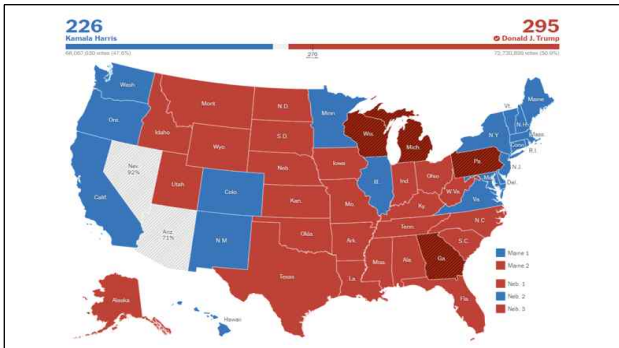 226
295
Kamala Harris
Donald J. Trump
270
Wash.
Ore.
Calif.
Nev.
92%
Idaho
Mont.
Wyo.
Utah
Ariz.
71%
Colo.
N.M.
N.D.
S.D.
Neb.
Kan.
Okla.
Texas
Minn.
Iowa
Mo.
Ark.
La.
Wis.
Ill.
Mich.
Ind.
Ohio
Ky.
Tenn.
Miss.
Ala.
Ga.
Fla.
S.C.
N.C.
Va.
W.Va.
Pa.
N.Y.
Vt.
N.H.
Maine
Mass.
Conn.
R.I.
N.J.
Del.
Md.
Alaska
Hawaii
Maine 1
Maine 2
Neb. 1
Neb. 2
Neb. 3